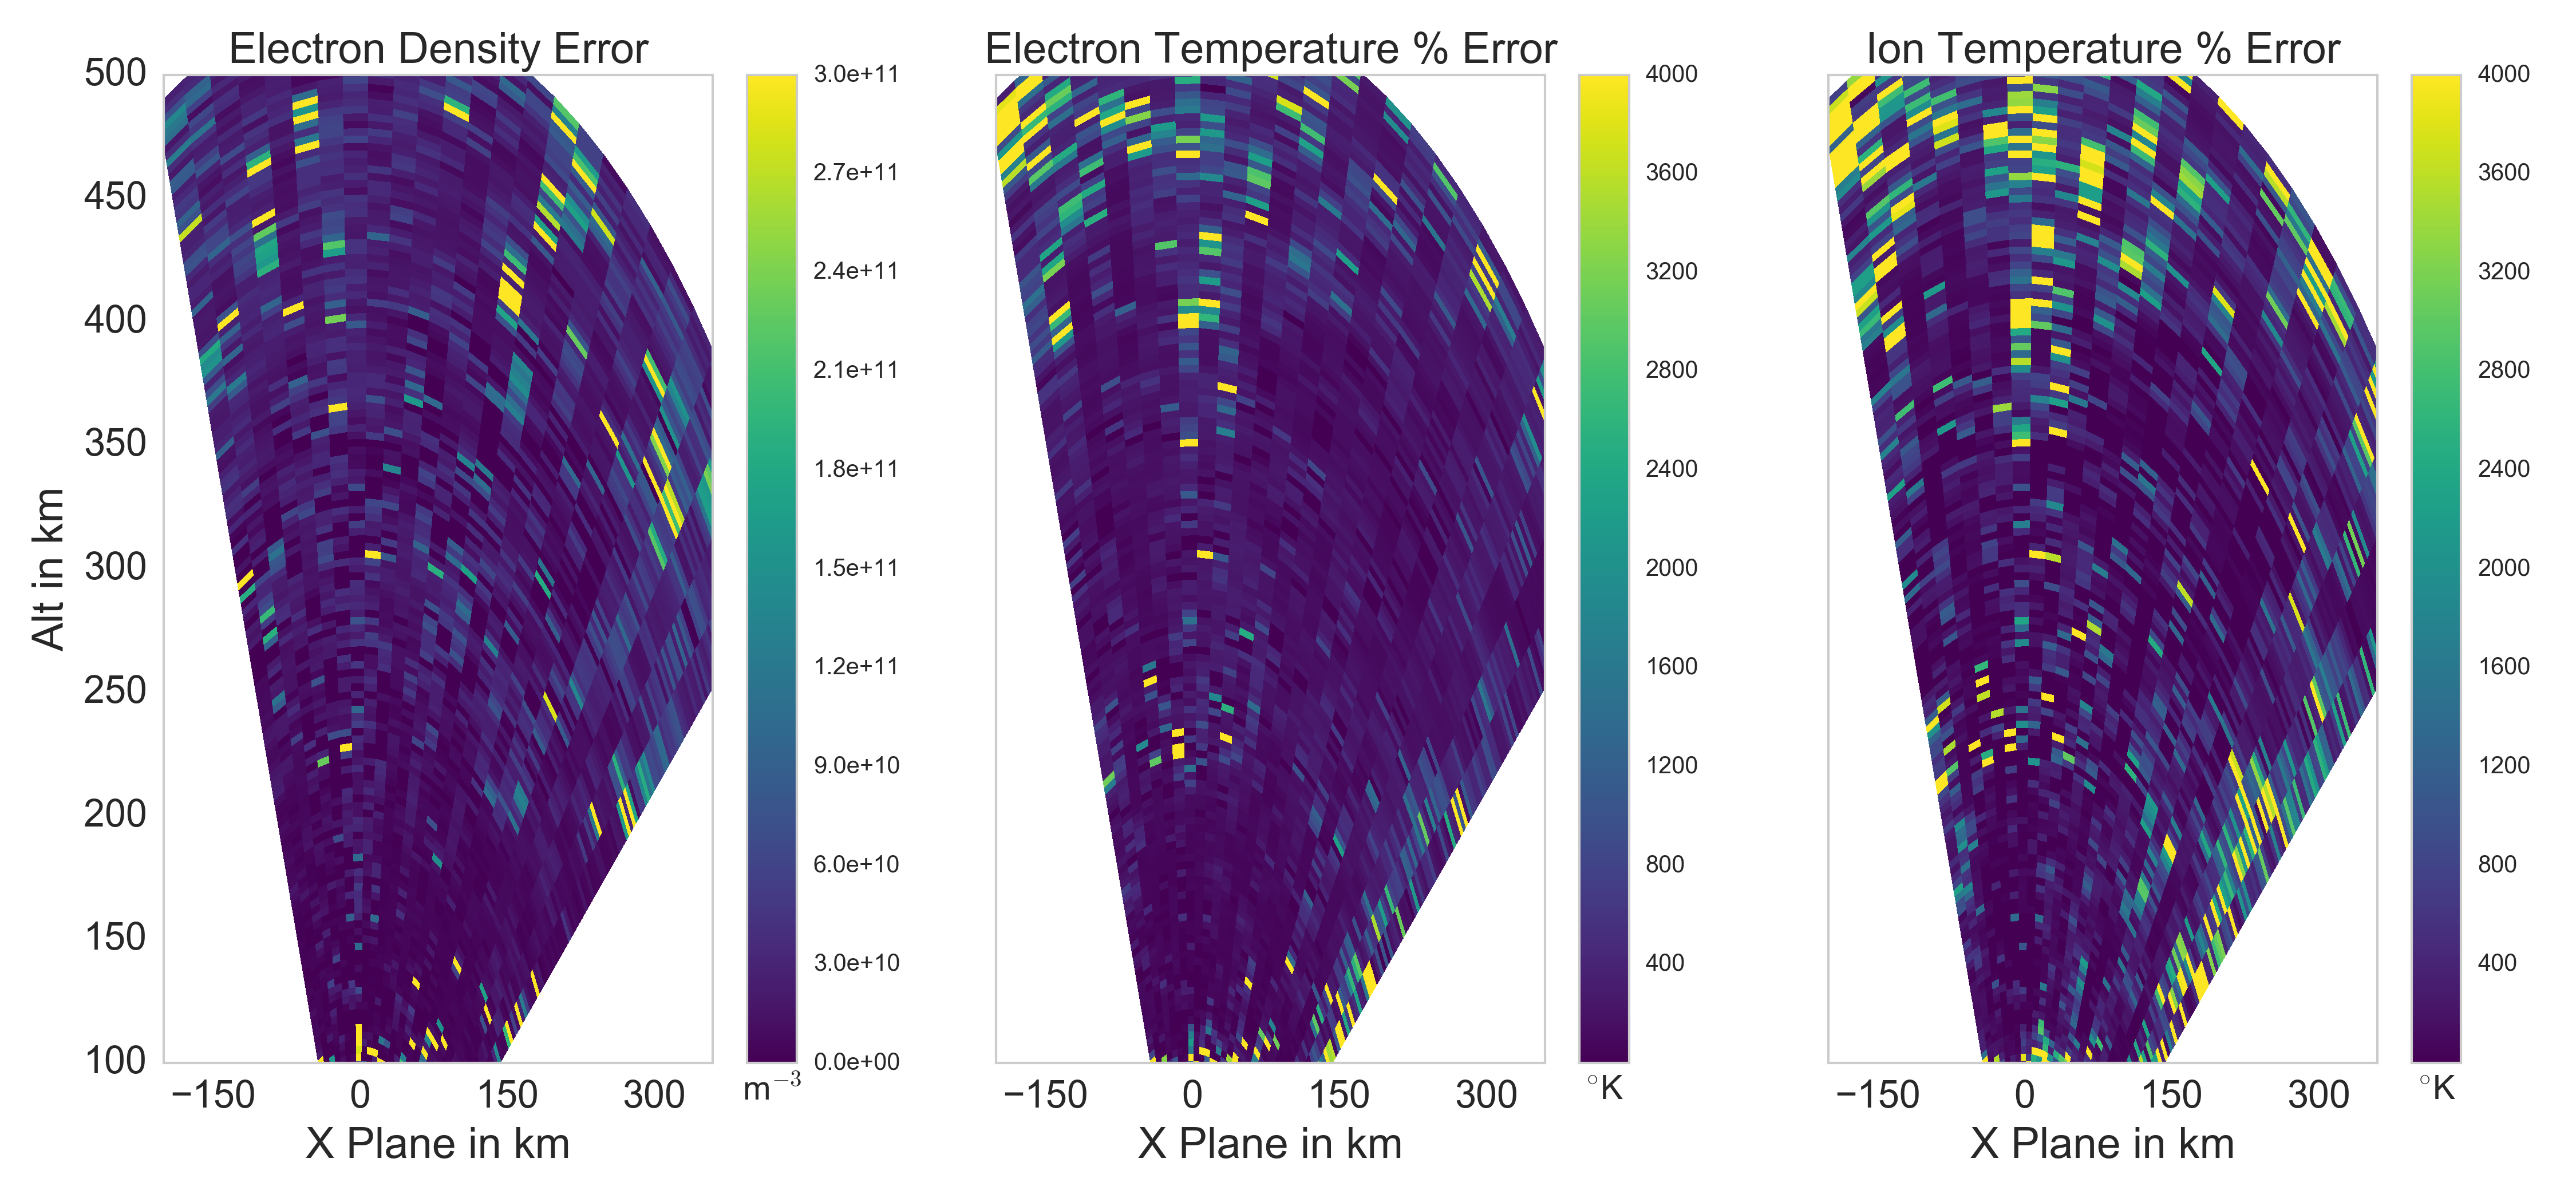 Electron Density Error
Electron Temperature % Error
Ion Temperature % Error
Alt in km
500
450
400
350
300
250
200
150
100
−150 0 150 300
X Plane in km
3.0e+11
2.7e+11
2.4e+11
2.1e+11
1.8e+11
1.5e+11
1.2e+11
9.0e+10
6.0e+10
3.0e+10
0.0e+00
m⁻³
−150 0 150 300
X Plane in km
4000
3600
3200
2800
2400
2000
1600
1200
800
400
°K
−150 0 150 300
X Plane in km
4000
3600
3200
2800
2400
2000
1600
1200
800
400
°K